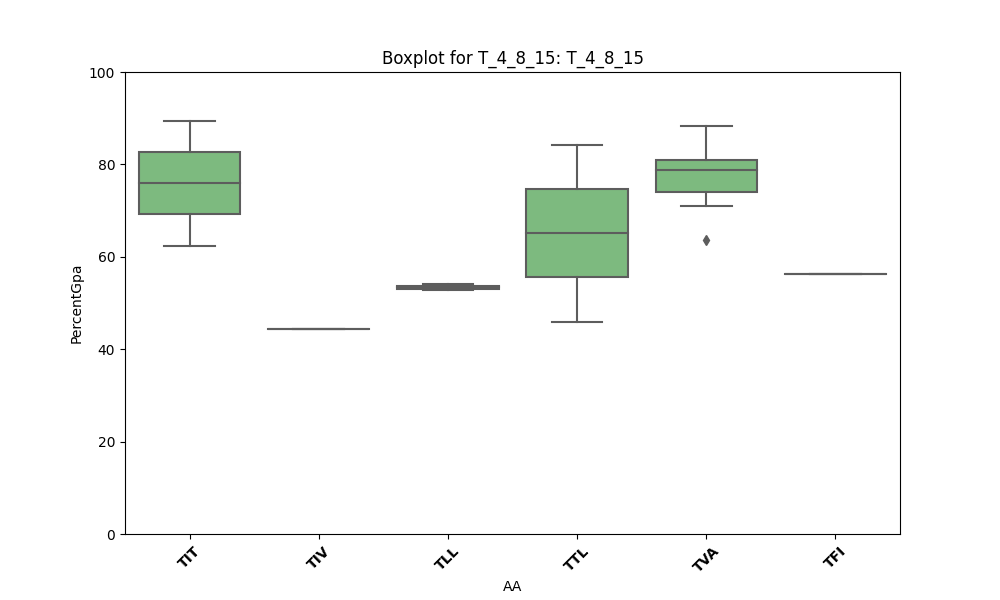 Boxplot for T_4_8_15: T_4_8_15
100
80
60
40
20
0
PercentGpa
TIT
TIV
TLL
TTL
TVA
TFI
AA